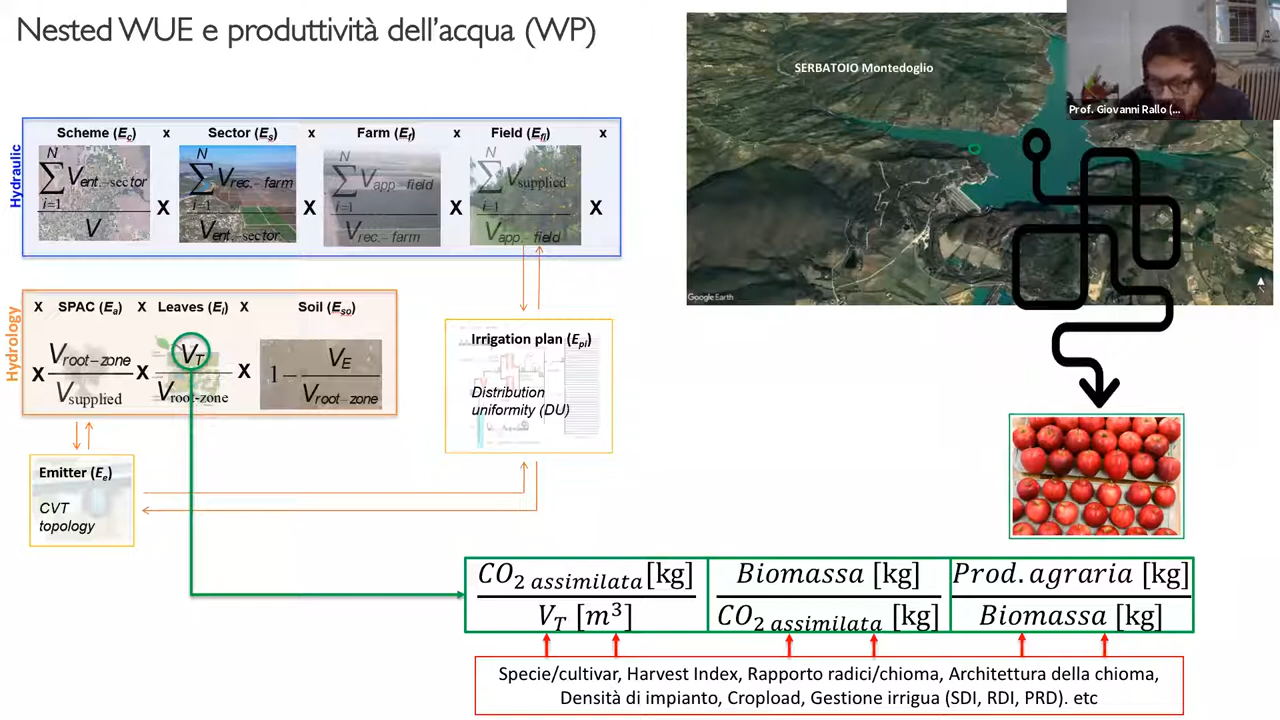 Nested WUE e produttività dell'acqua (WP)
SERBATOIO Montedoglio
Prof. Giovanni Rallo (...
Google Earth
Hydraulic
Scheme (Ec) x Sector (Es) x Farm (Ef) x Field (Efl) x
N N N N
∑ Vent.–sector ∑ Vrec.–farm ∑ Vapp.–field ∑ Vsupplied
i=1 i=1 i=1 i=1
X X X X
V Vent.–sector Vrec.–farm Vapp.–field
Hydrology
X SPAC (Ea) X Leaves (El) X Soil (Eso)
Vroot–zone VT VE
X X X 1–
Vsupplied Vroot-zone Vroot–zone
Irrigation plan (Epl)
Distribution
uniformity (DU)
Emitter (Ee)
CVT
topology
CO2 assimilata[kg] Biomassa [kg] Prod.agraria [kg]
VT [m3] CO2 assimilata [kg] Biomassa [kg]
Specie/cultivar, Harvest Index, Rapporto radici/chioma, Architettura della chioma,
Densità di impianto, Cropload, Gestione irrigua (SDI, RDI, PRD). etc